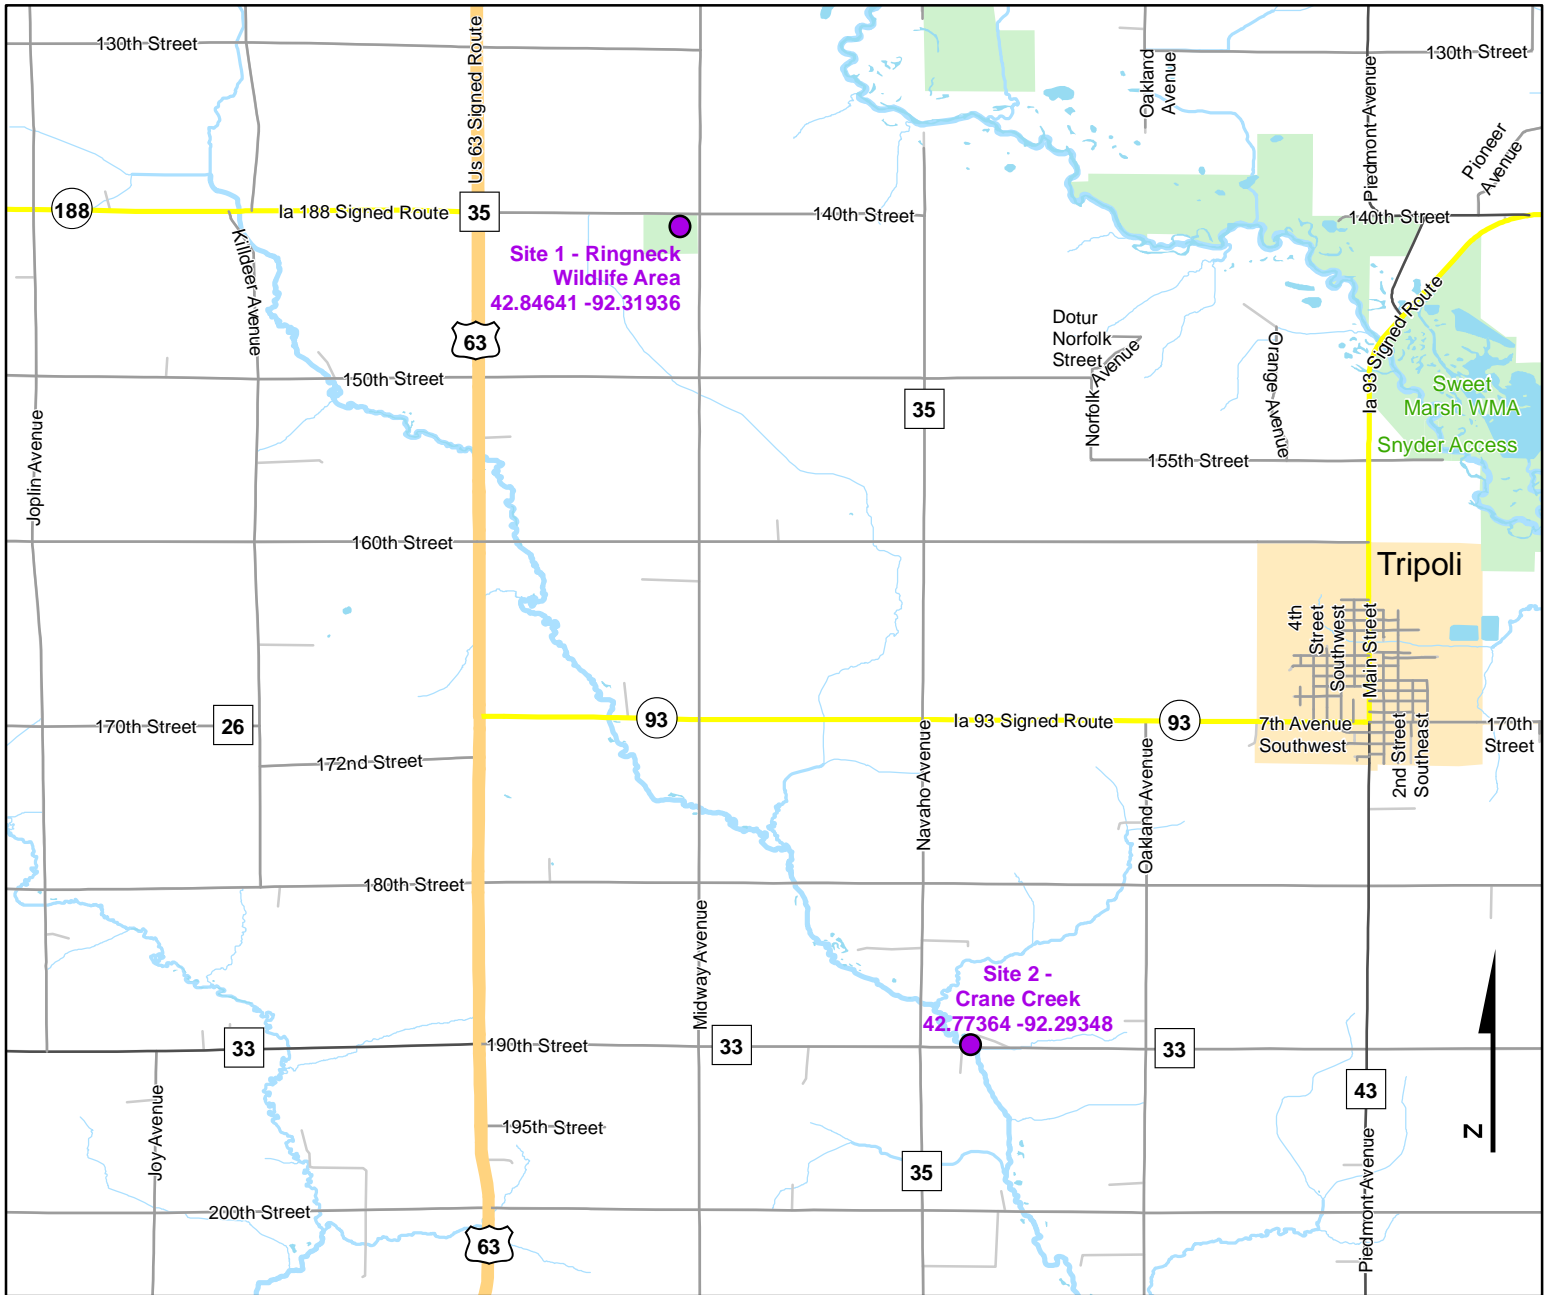 130th Street
Us 63 Signed Route
Oakland
Avenue
Piedmont Avenue
130th Street
Pioneer
Avenue
188
Ia 188 Signed Route
35
140th Street
140th Street
Killdeer Avenue
Site 1 - Ringneck
Wildlife Area
42.84641 -92.31936
63
Dotur
Norfolk
Street
Norfolk Avenue
Orange Avenue
Ia 93 Signed Route
150th Street
35
Sweet
Marsh WMA
Snyder Access
Joplin Avenue
155th Street
160th Street
Tripoli
4th
Street
Southwest
Main Street
170th Street
26
93
Ia 93 Signed Route
93
7th Avenue
Southwest
2nd Street
Southeast
170th
Street
172nd Street
Navaho Avenue
Oakland Avenue
180th Street
Midway Avenue
Site 2 -
Crane Creek
42.77364 -92.29348
33
190th Street
33
33
43
Joy Avenue
195th Street
35
Piedmont Avenue
N
200th Street
63